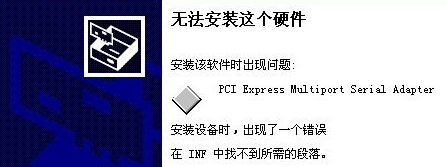 无法安装这个硬件
安装该软件时出现问题:
PCI Express Multiport Serial Adapter
安装设备时,出现了一个错误
在 INF 中找不到所需的段落。